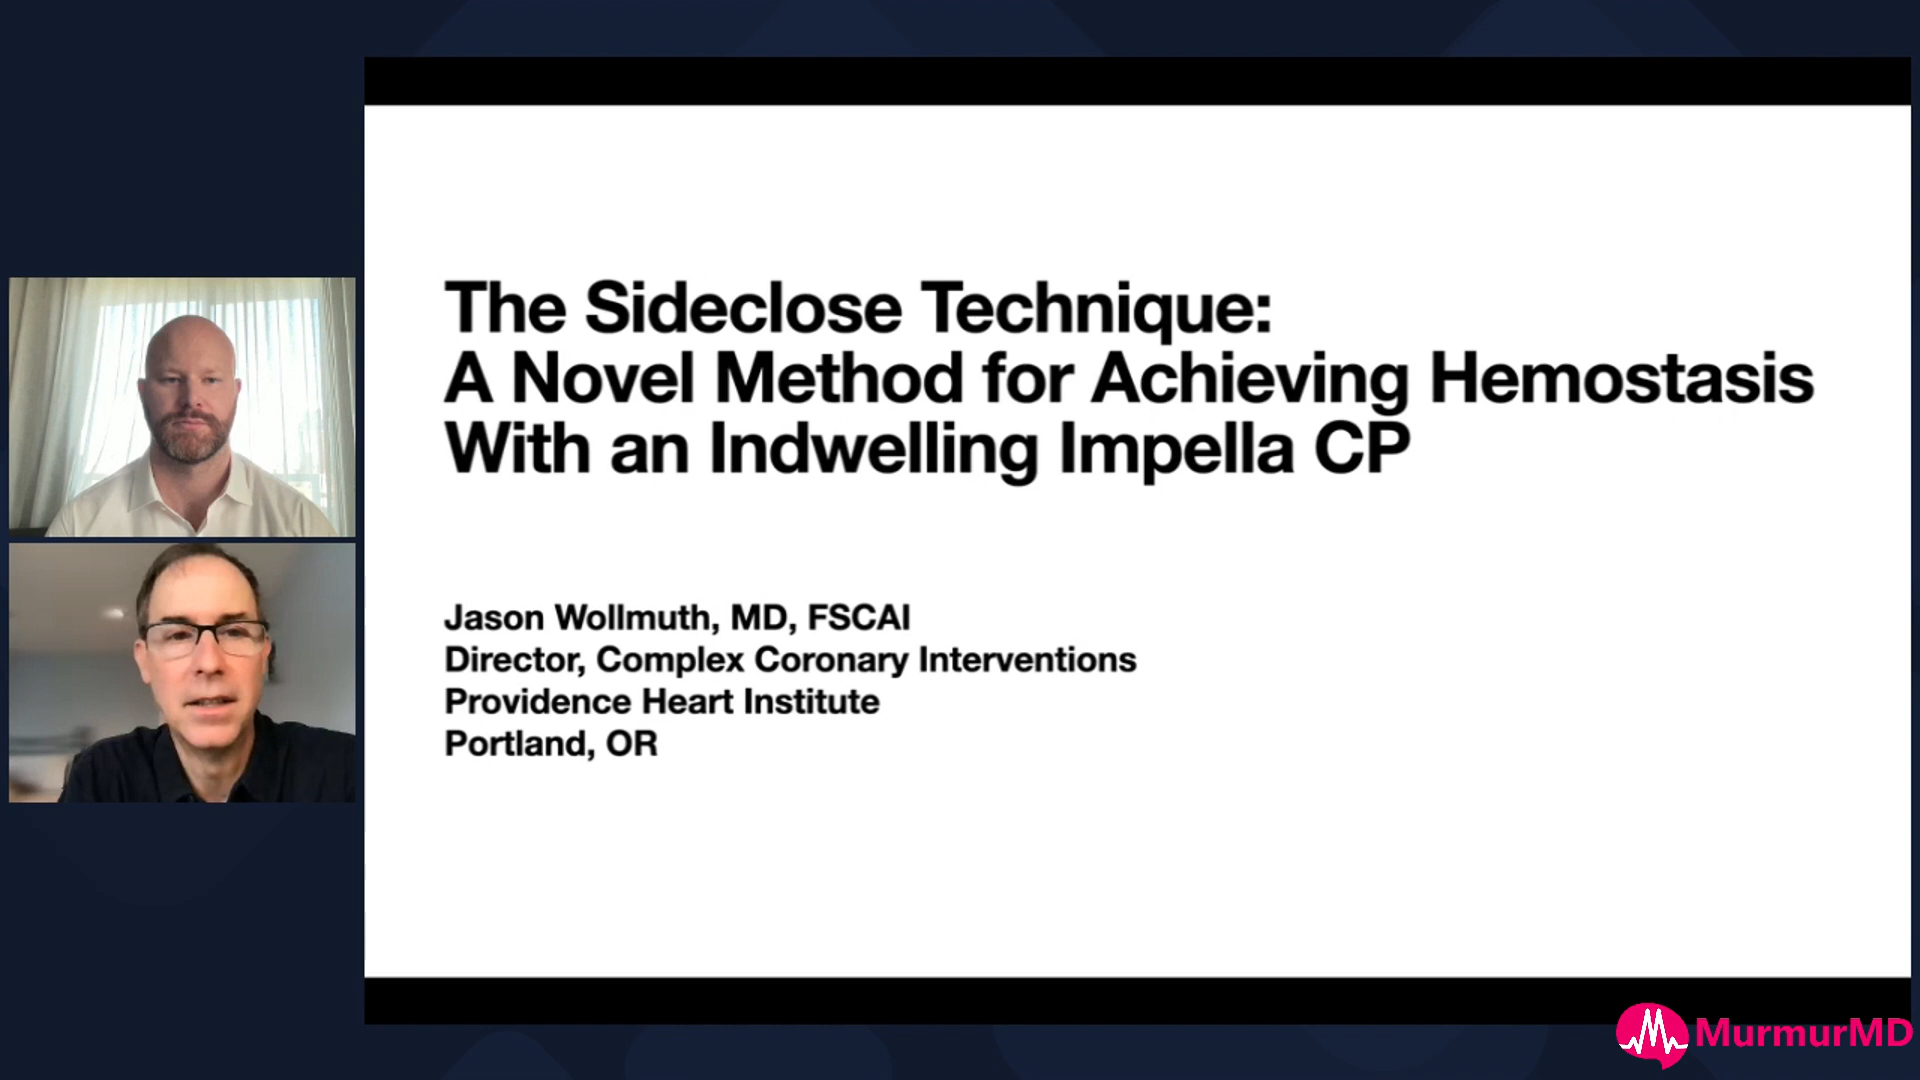 The Sideclose Technique:
A Novel Method for Achieving Hemostasis
With an Indwelling Impella CP
Jason Wollmuth, MD, FSCAI
Director, Complex Coronary Interventions
Providence Heart Institute
Portland, OR
MurmurMD